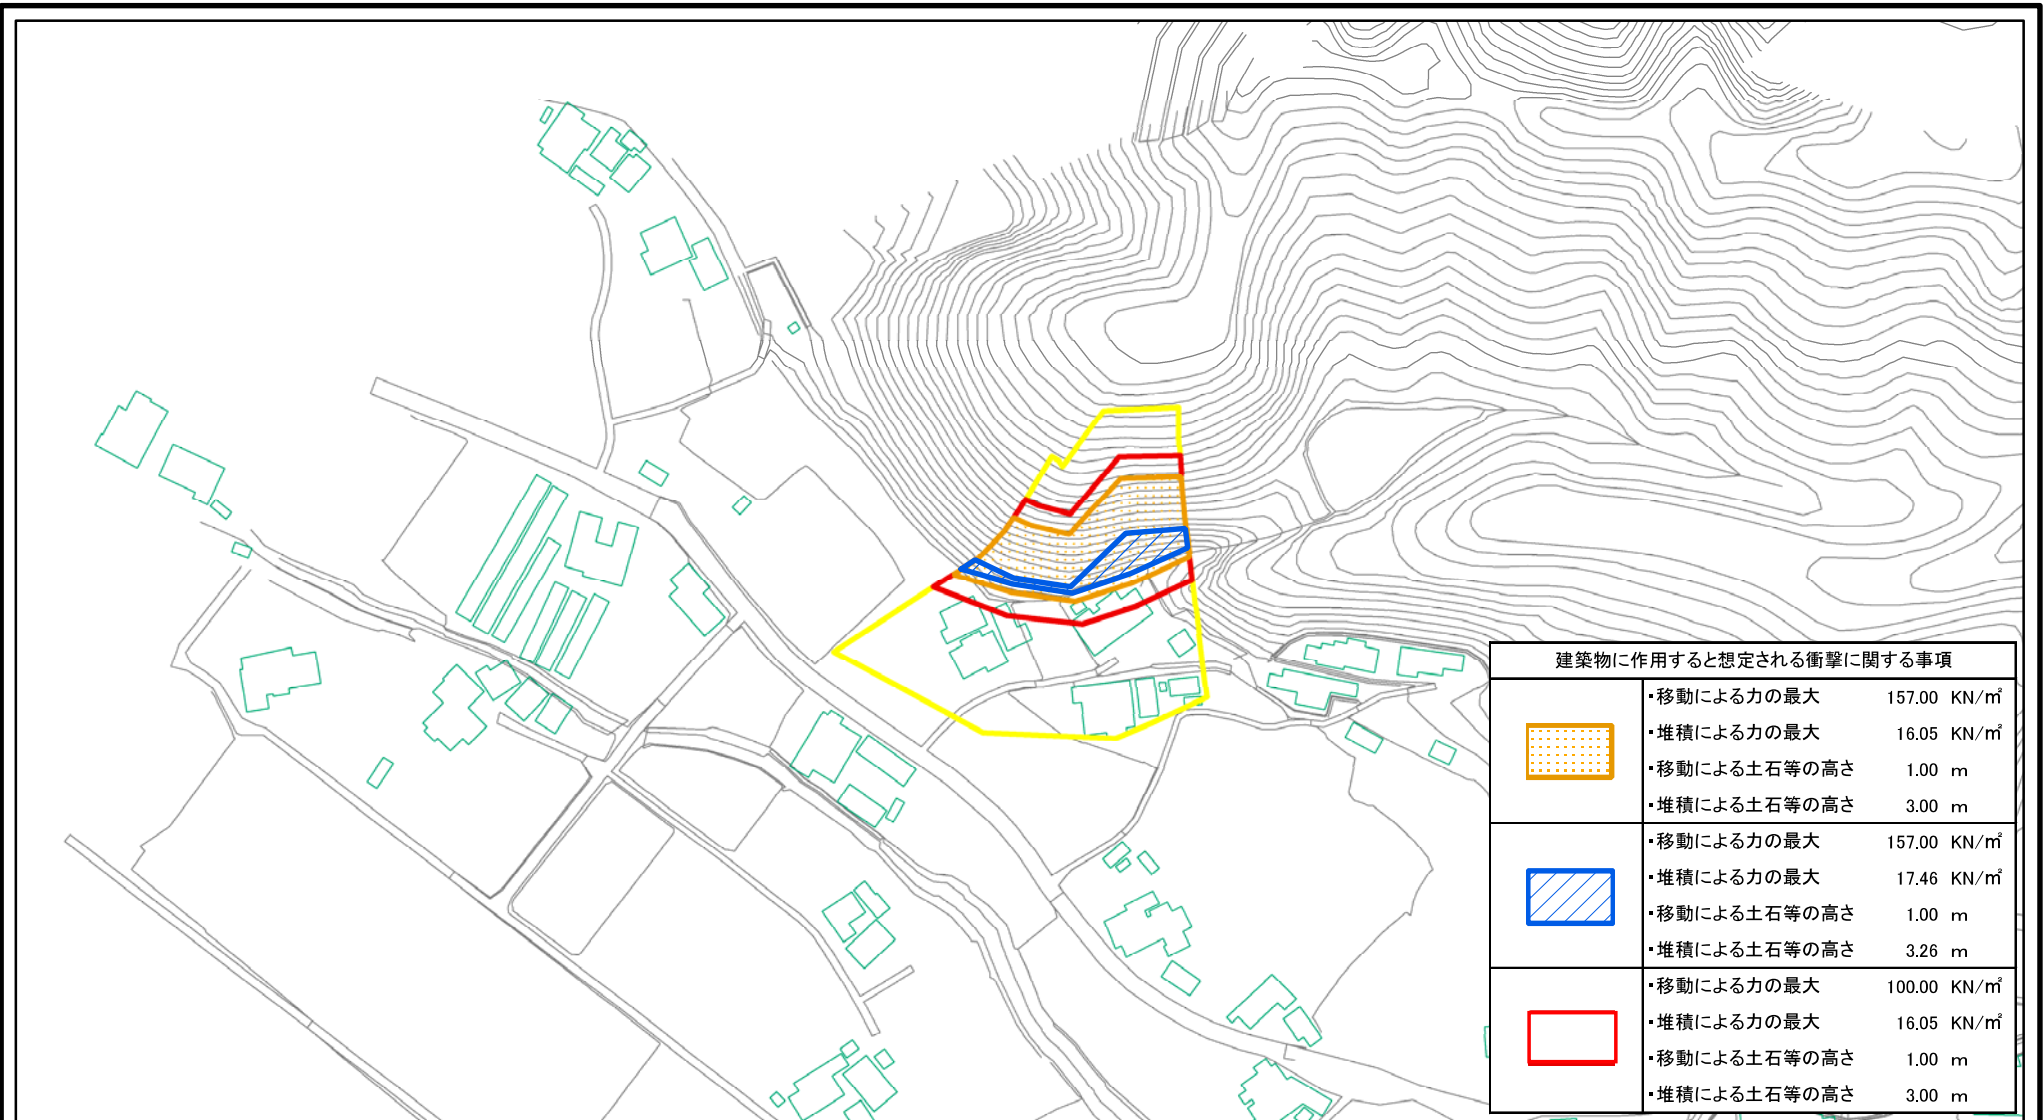 建築物に作用すると想定される衝撃に関する事項
・移動による力の最大 157.00 KN/㎡
・堆積による力の最大 16.05 KN/㎡
・移動による土石等の高さ 1.00 m
・堆積による土石等の高さ 3.00 m
・移動による力の最大 157.00 KN/㎡
・堆積による力の最大 17.46 KN/㎡
・移動による土石等の高さ 1.00 m
・堆積による土石等の高さ 3.26 m
・移動による力の最大 100.00 KN/㎡
・堆積による力の最大 16.05 KN/㎡
・移動による土石等の高さ 1.00 m
・堆積による土石等の高さ 3.00 m